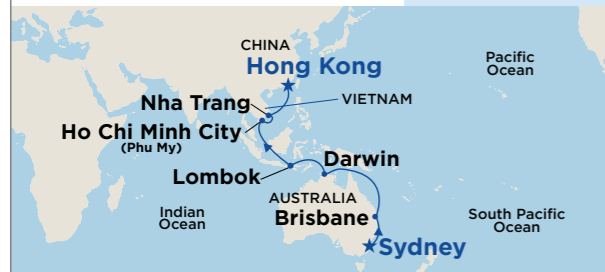 CHINA
Hong Kong
Pacific
Ocean
Nha Trang
VIETNAM
Ho Chi Minh City
(Phu My)
Darwin
Lombok
AUSTRALIA
Indian
Ocean
Brisbane
South Pacific
Ocean
Sydney